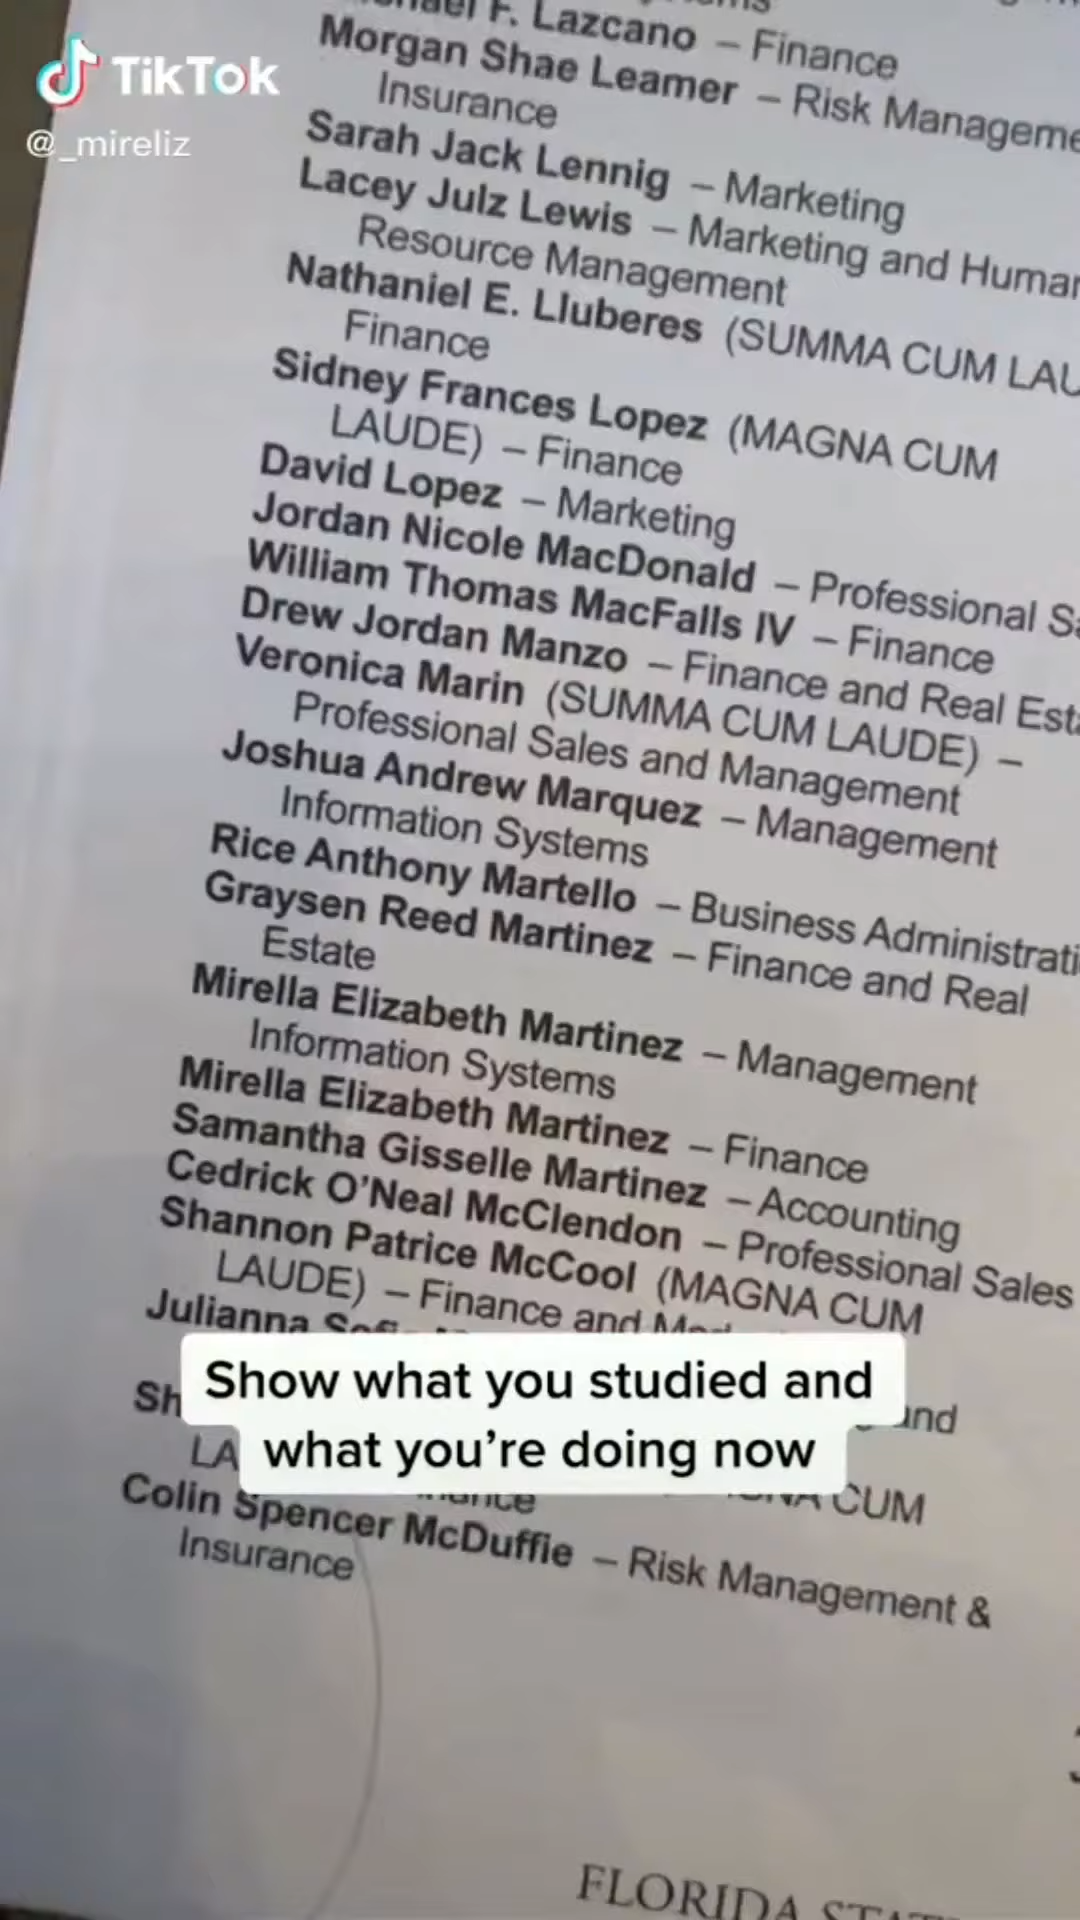 TikTok
@_mireliz
F. Lazcano – Finance
Morgan Shae Leamer – Risk
Insurance
Sarah Jack Lennig – Marketing
Lacey Julz Lewis – Marketing and Human
Resource Management
Nathaniel E. Lluberes (SUMMA CUM
Finance
Sidney Frances Lopez (MAGNA CUM
LAUDE) – Finance
David Lopez – Marketing
Jordan Nicole MacDonald – Professional
William Thomas MacFalls IV – Finance
Drew Jordan Manzo – Finance and Real
Veronica Marin (SUMMA CUM LAUDE) –
Professional Sales and Management
Joshua Andrew Marquez – Management
Information Systems
Rice Anthony Martello – Business
Graysen Reed Martinez – Finance and Real
Estate
Mirella Elizabeth Martinez – Management
Information Systems
Mirella Elizabeth Martinez – Finance
Samantha Gisselle Martinez – Accounting
Cedrick O'Neal McClendon – Professional Sales
Shannon Patrice McCool (MAGNA CUM
LAUDE) – Finance and
Julianna
Show what you studied and
what you're doing now
CUM
Colin Spencer McDuffie – Risk Management &
Insurance
FLORIDA